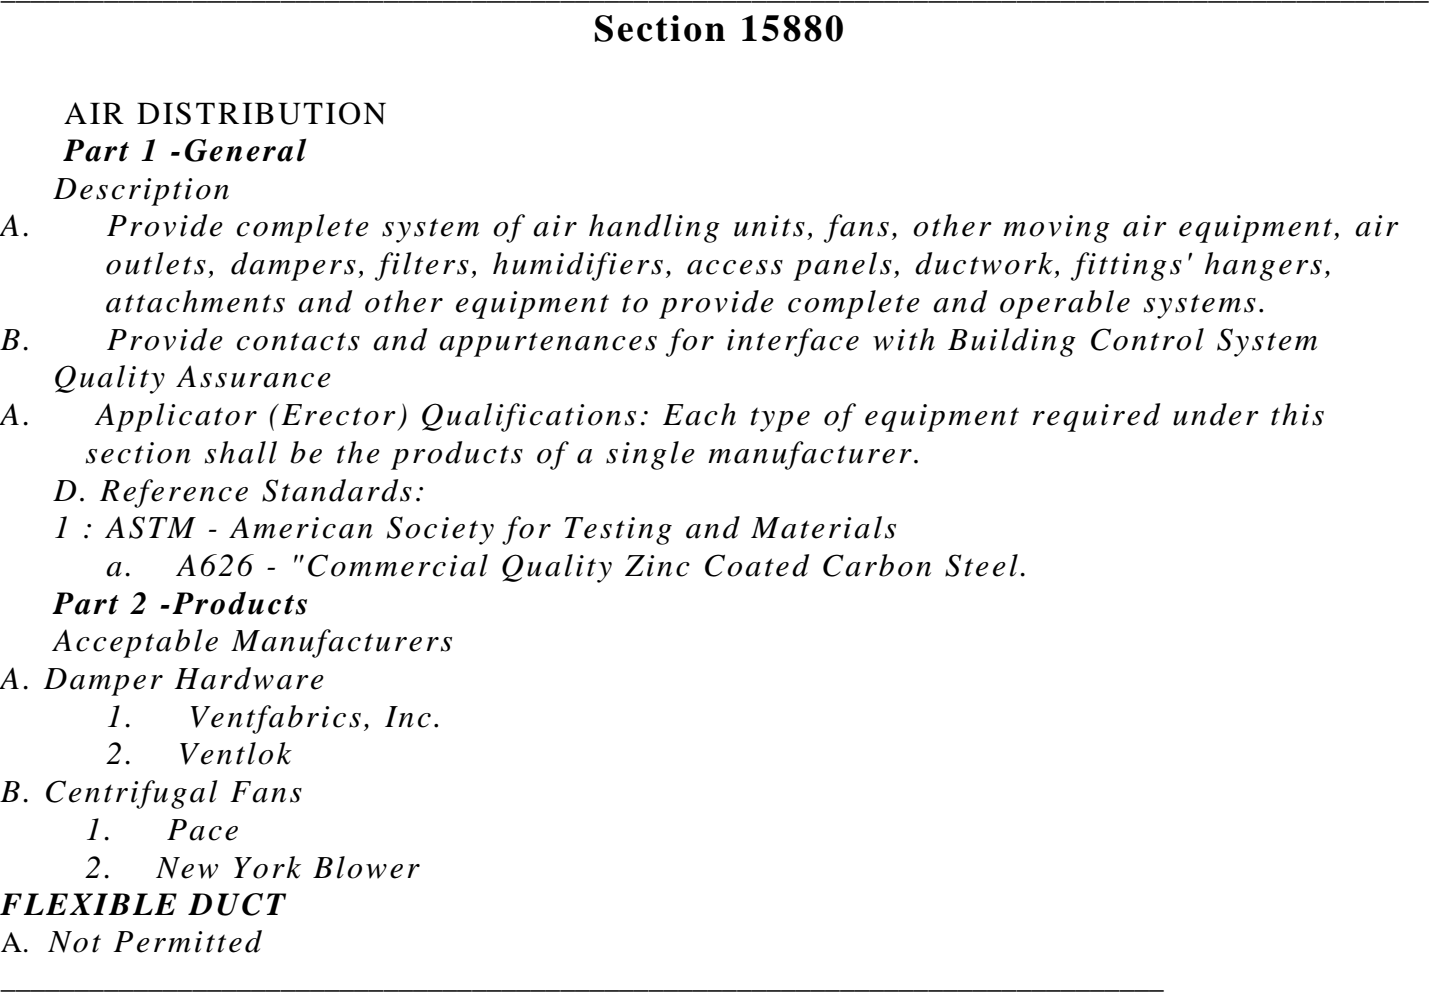 Section 15880
AIR DISTRIBUTION
Part 1 -General
Description
A. Provide complete system of air handling units, fans, other moving air equipment, air
outlets, dampers, filters, humidifiers, access panels, ductwork, fittings' hangers,
attachments and other equipment to provide complete and operable systems.
B. Provide contacts and appurtenances for interface with Building Control System
Quality Assurance
A. Applicator (Erector) Qualifications: Each type of equipment required under this
section shall be the products of a single manufacturer.
D. Reference Standards:
1 : ASTM - American Society for Testing and Materials
a. A626 - "Commercial Quality Zinc Coated Carbon Steel.
Part 2 -Products
Acceptable Manufacturers
A. Damper Hardware
1. Ventfabrics, Inc.
2. Ventlok
B. Centrifugal Fans
1. Pace
2. New York Blower
FLEXIBLE DUCT
A. Not Permitted